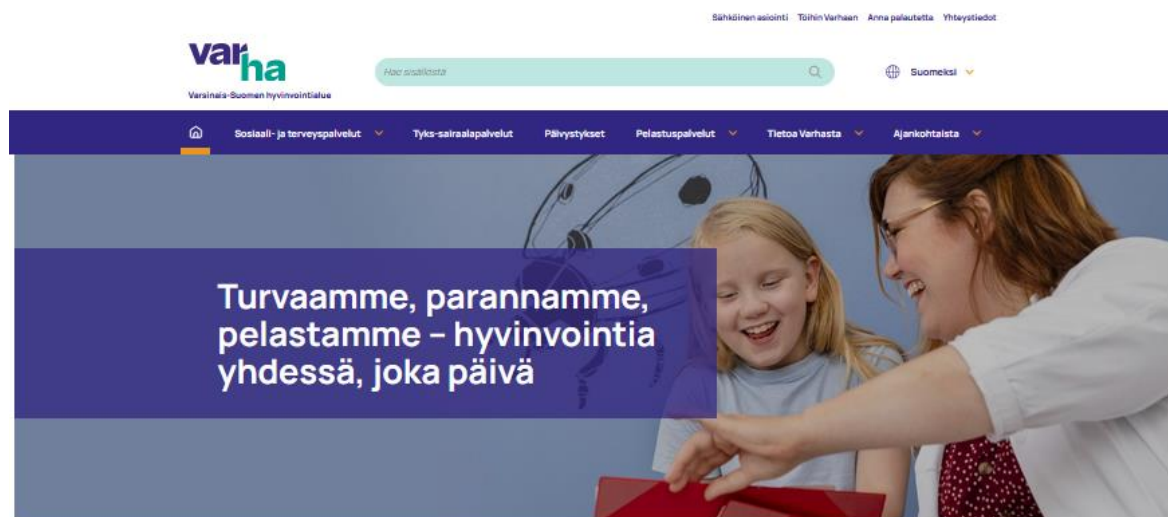 Sähköinen asiointi Töihin Varhaan Anna palautetta Yhteystiedot
varha
Varsinais-Suomen hyvinvointialue
Hae sisällöstä
Suomeksi
Sosiaali- ja terveyspalvelut Tyks-sairaalapalvelut Päivystykset Pelastuspalvelut Tietoa Varhasta Ajankohtaista
Turvaamme, parannamme,
pelastamme – hyvinvointia
yhdessä, joka päivä